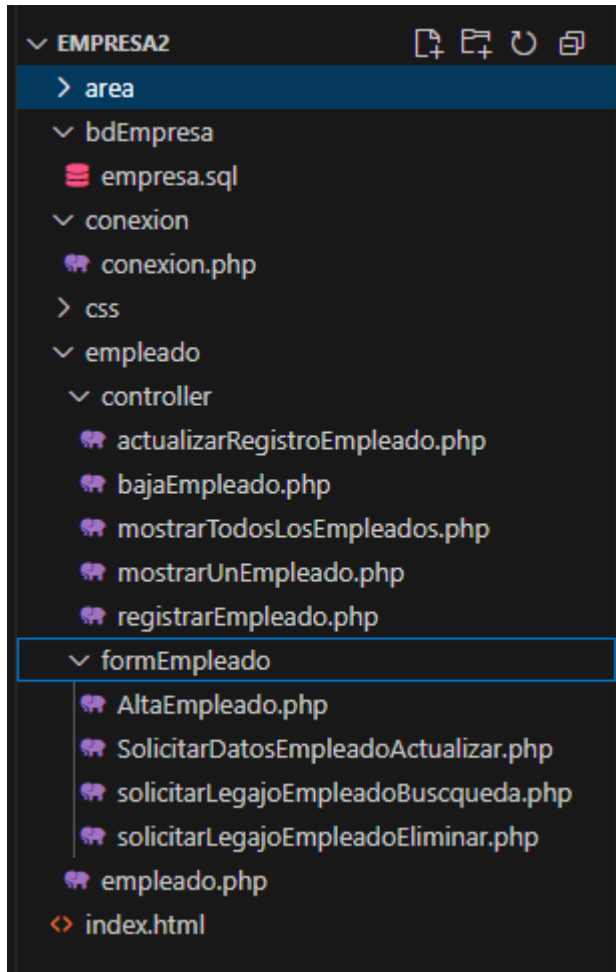 EMPRESA2
area
bdEmpresa
empresa.sql
conexion
conexion.php
css
empleado
controller
actualizarRegistroEmpleado.php
bajaEmpleado.php
mostrarTodosLosEmpleados.php
mostrarUnEmpleado.php
registrarEmpleado.php
formEmpleado
AltaEmpleado.php
SolicitarDatosEmpleadoActualizar.php
solicitarLegajoEmpleadoBuscqueda.php
solicitarLegajoEmpleadoEliminar.php
empleado.php
index.html